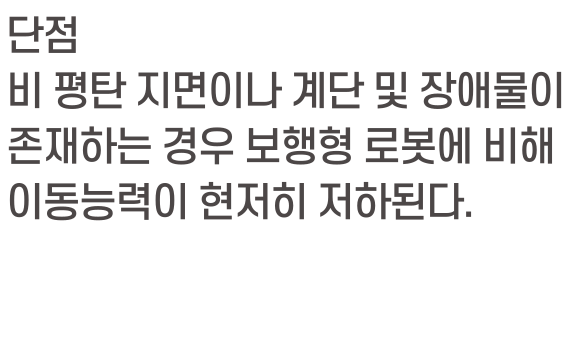 단점
비 평탄 지면이나 계단 및 장애물이
존재하는 경우 보행형 로봇에 비해
이동능력이 현저히 저하된다.